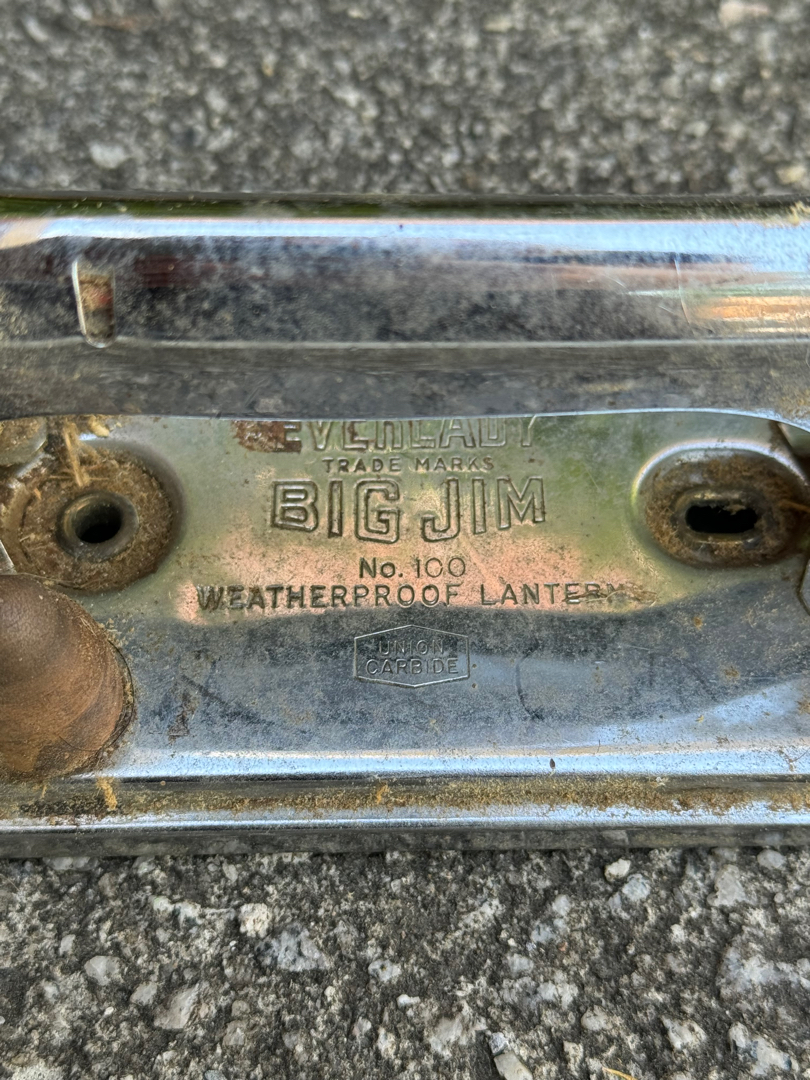 EVEREADY
TRADE MARKS
BIG JIM
No. 100
WEATHERPROOF LANTERN
UNION
CARBIDE